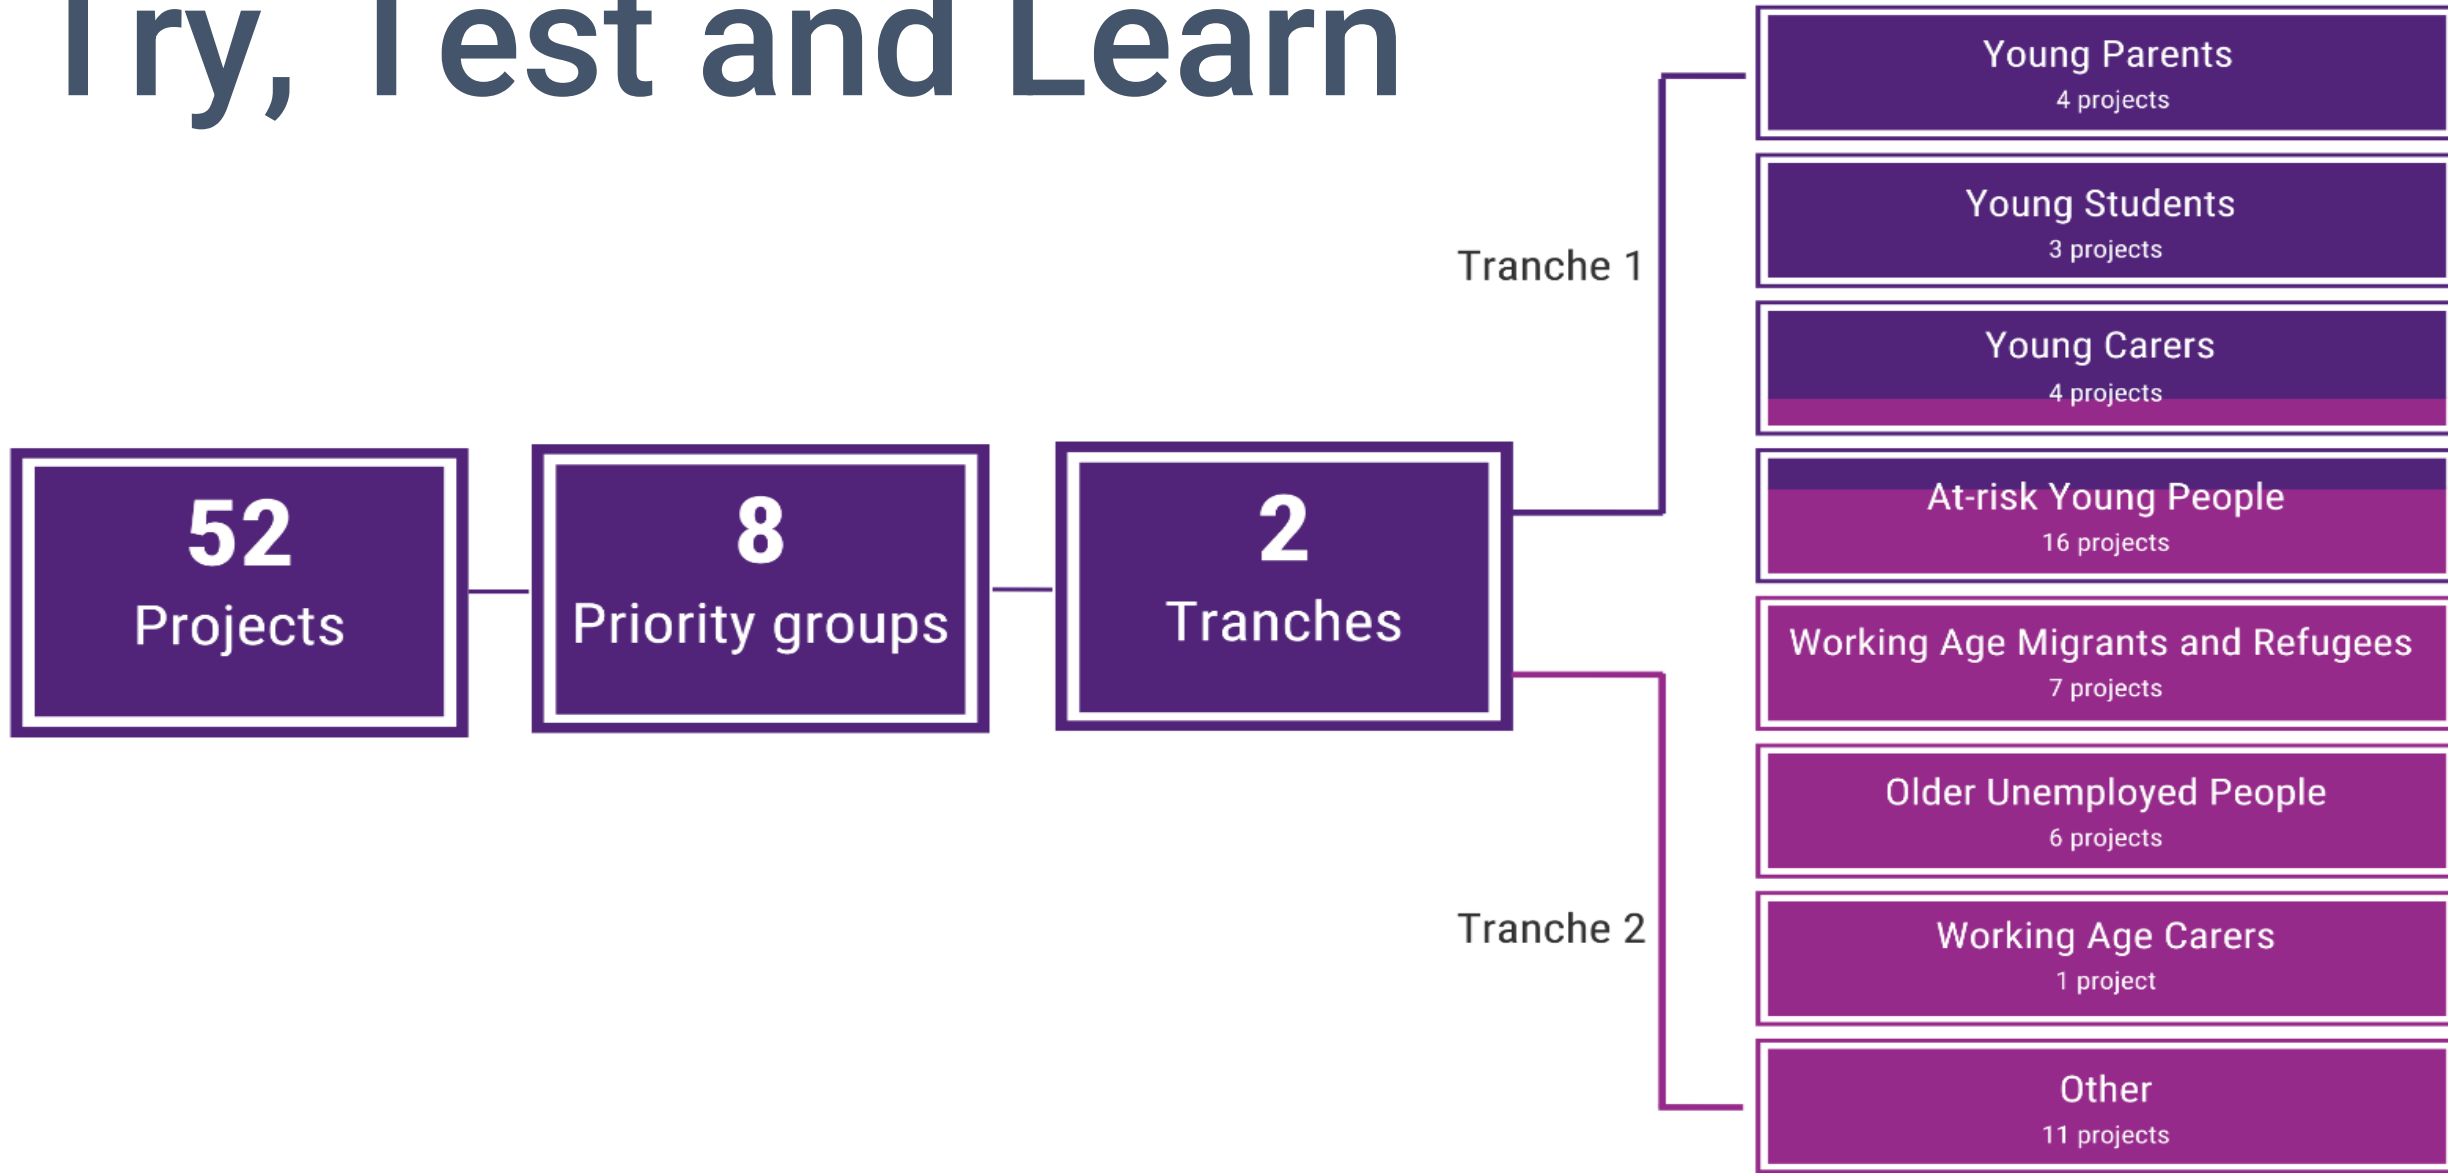 Try, Test and Learn
52
Projects
8
Priority groups
2
Tranches
Tranche 1
Tranche 2
Young Parents
4 projects
Young Students
3 projects
Young Carers
4 projects
At-risk Young People
16 projects
Working Age Migrants and Refugees
7 projects
Older Unemployed People
6 projects
Working Age Carers
1 project
Other
11 projects